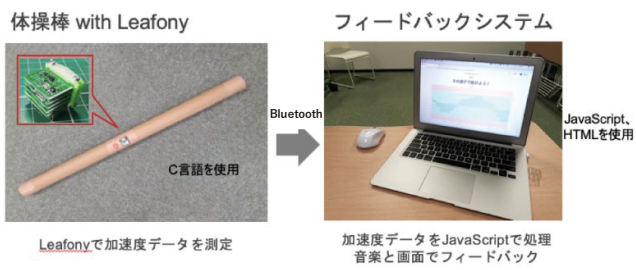 体操棒 with Leafony
フィードバックシステム
Bluetooth
C言語を使用
JavaScript、
HTMLを使用
Leafonyで加速度データを測定
加速度データをJavaScriptで処理
音楽と画面でフィードバック